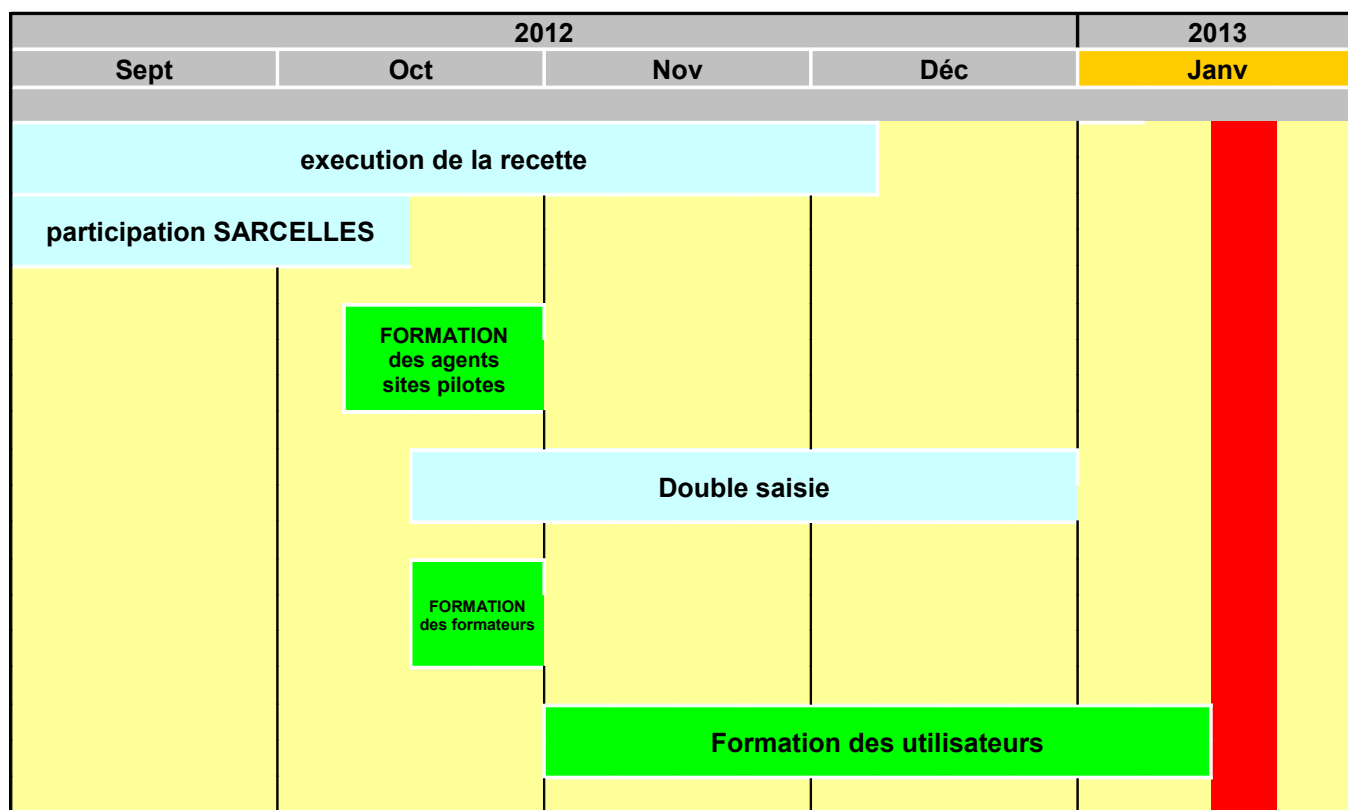 2012 2013
Sept Oct Nov Déc Janv
execution de la recette
participation SARCELLES
FORMATION
des agents
sites pilotes
Double saisie
FORMATION
des formateurs
Formation des utilisateurs